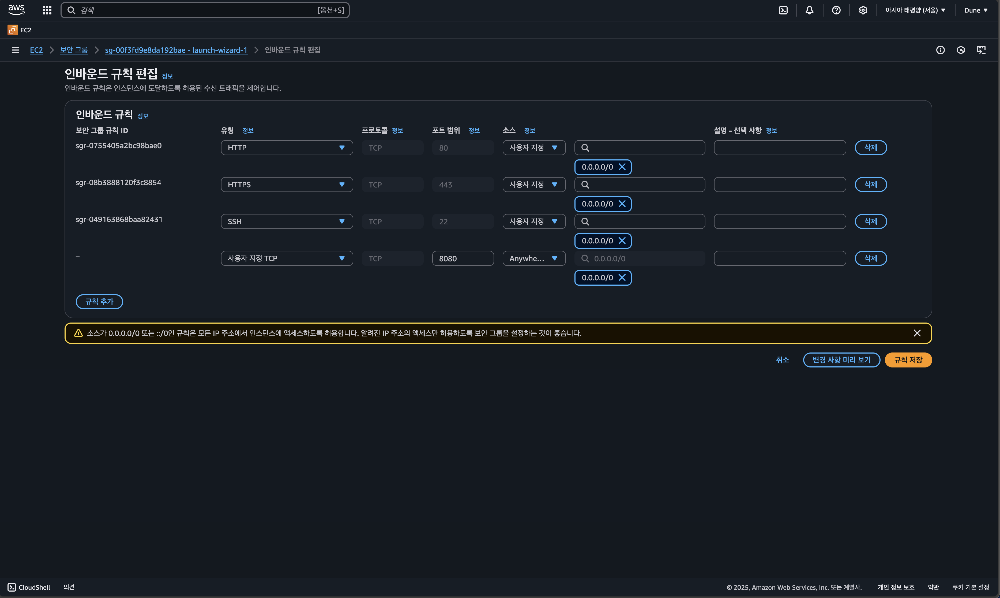 aws
검색 [옵션+S] 아시아 태평양 (서울) Dune
EC2
EC2 보안 그룹 sg-00f3fd9e8da192bae - launch-wizard-1 인바운드 규칙 편집
인바운드 규칙 편집 정보
인바운드 규칙은 인스턴스에 도달하도록 허용된 수신 트래픽을 제어합니다.
인바운드 규칙 정보
보안 그룹 규칙 ID 유형 정보 프로토콜 정보 포트 범위 정보 소스 정보 설명 - 선택 사항 정보
sgr-0755405a2bc98bae0 HTTP TCP 80 사용자 지정 삭제
0.0.0.0/0
sgr-08b3888120f3c8854 HTTPS TCP 443 사용자 지정 삭제
0.0.0.0/0
sgr-049163868baa82431 SSH TCP 22 사용자 지정 삭제
0.0.0.0/0
– 사용자 지정 TCP TCP 8080 Anywhe... 0.0.0.0/0 삭제
0.0.0.0/0
규칙 추가
소스가 0.0.0.0/0 또는 ::/0인 규칙은 모든 IP 주소에서 인스턴스에 액세스하도록 허용합니다. 알려진 IP 주소의 액세스만 허용하도록 보안 그룹을 설정하는 것이 좋습니다.
취소 변경 사항 미리 보기 규칙 저장
CloudShell 의견 © 2025, Amazon Web Services, Inc. 또는 계열사. 개인 정보 보호 약관 쿠키 기본 설정